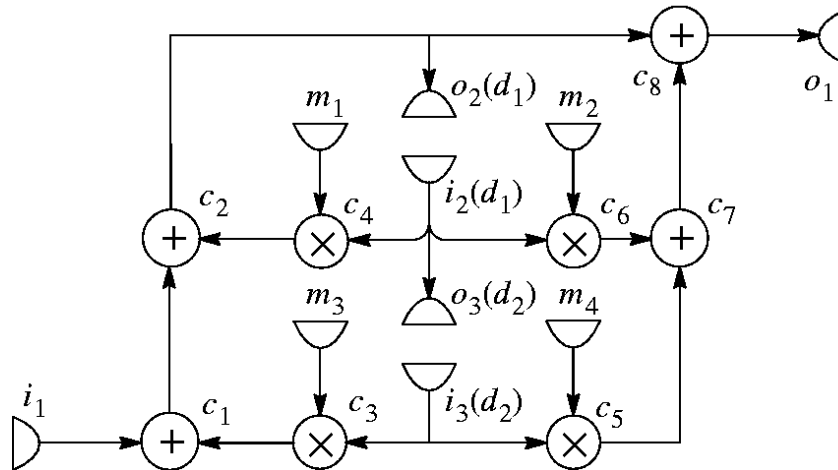 +
c₈
o₁
o₂(d₁)
m₁
m₂
c₂
c₄
i₂(d₁)
c₆
c₇
+
×
×
+
m₃
o₃(d₂)
m₄
i₁
c₁
c₃
i₃(d₂)
c₅
+
×
×